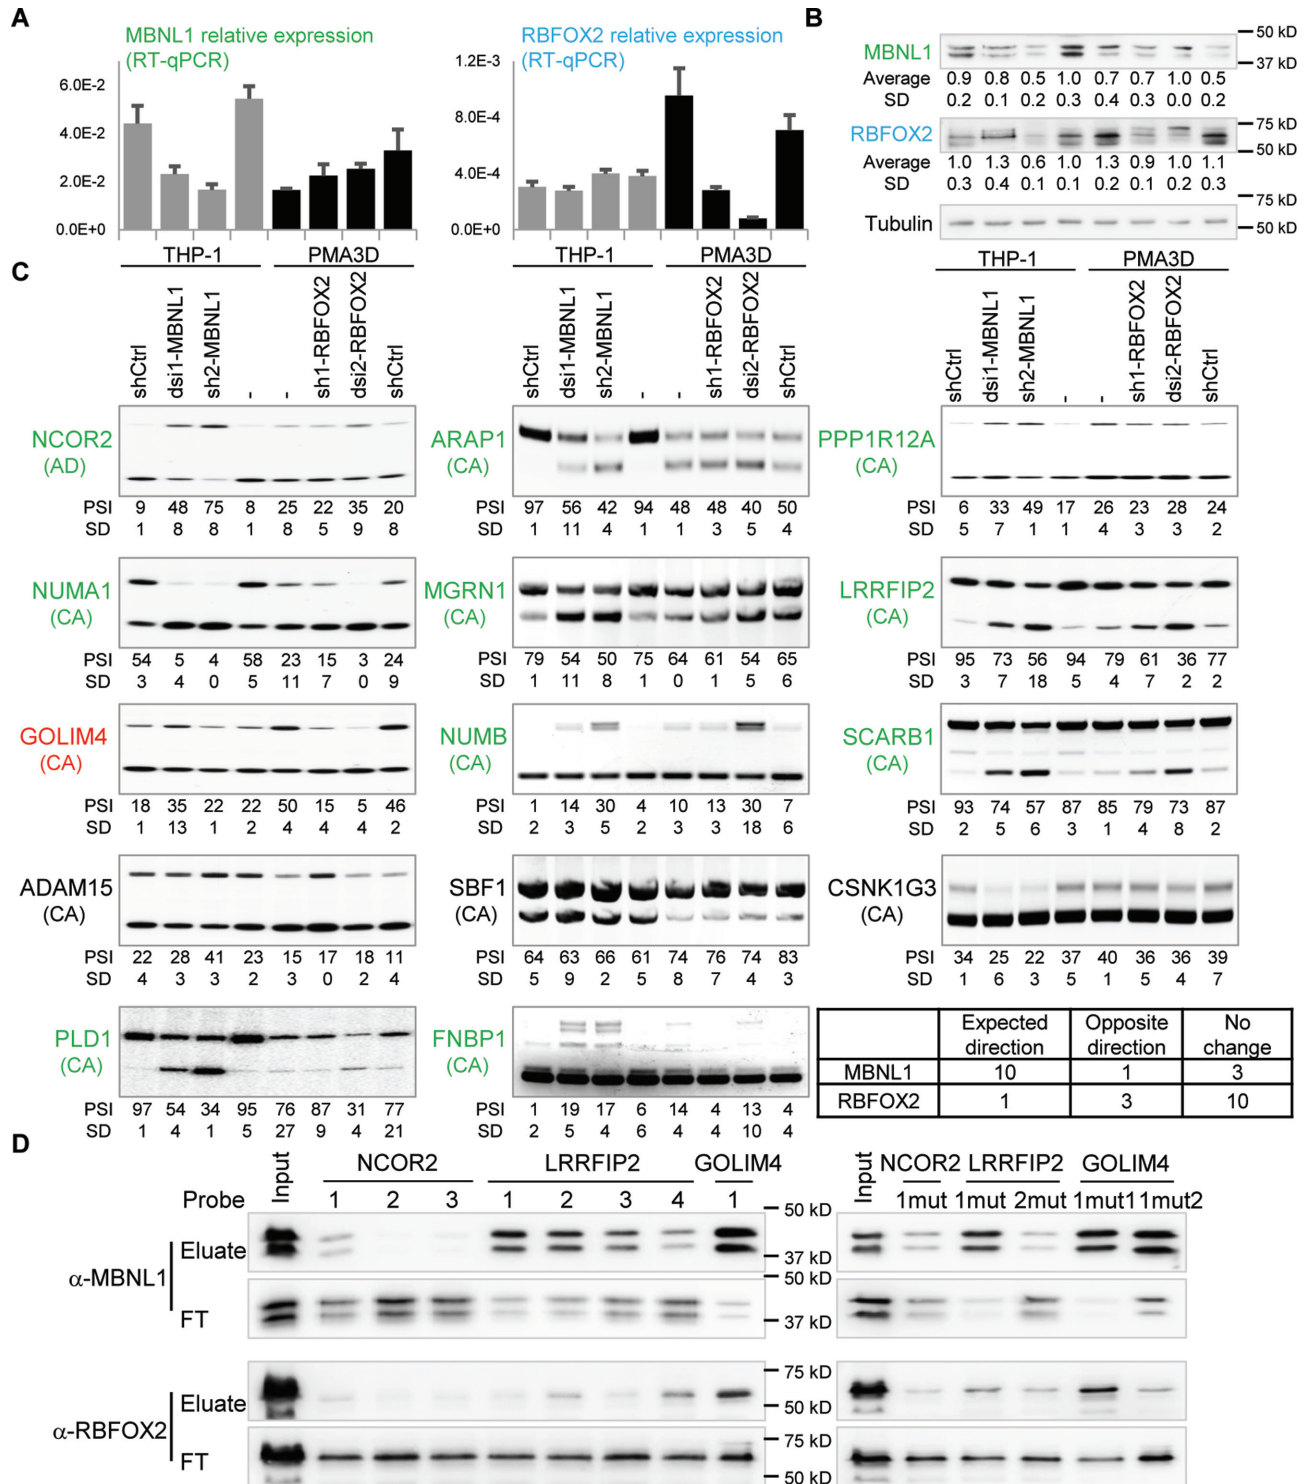 A
MBNL1 relative expression
(RT-qPCR)
6.0E-2
4.0E-2
2.0E-2
0.0E+0
THP-1 PMA3D
RBFOX2 relative expression
(RT-qPCR)
1.2E-3
8.0E-4
4.0E-4
0.0E+0
THP-1 PMA3D
B
MBNL1
50 kD
37 kD
Average 0.9 0.8 0.5 1.0 0.7 0.7 1.0 0.5
SD 0.2 0.1 0.2 0.3 0.4 0.3 0.0 0.2
RBFOX2
75 kD
50 kD
Average 1.0 1.3 0.6 1.0 1.3 0.9 1.0 1.1
SD 0.3 0.4 0.1 0.1 0.2 0.1 0.2 0.3
Tubulin
75 kD
50 kD
THP-1 PMA3D
C
shCtrl dsi1-MBNL1 sh2-MBNL1 - - sh1-RBFOX2 dsi2-RBFOX2 shCtrl
shCtrl dsi1-MBNL1 sh2-MBNL1 - - sh1-RBFOX2 dsi2-RBFOX2 shCtrl
shCtrl dsi1-MBNL1 sh2-MBNL1 - - sh1-RBFOX2 dsi2-RBFOX2 shCtrl
NCOR2
(AD)
PSI 9 48 75 8 25 22 35 20
SD 1 8 8 1 8 5 9 8
ARAP1
(CA)
PSI 97 56 42 94 48 48 40 50
SD 1 11 4 1 1 3 5 4
PPP1R12A
(CA)
PSI 6 33 49 17 26 23 28 24
SD 5 7 1 1 4 3 3 2
NUMA1
(CA)
PSI 54 5 4 58 23 15 3 24
SD 3 4 0 5 11 7 0 9
MGRN1
(CA)
PSI 79 54 50 75 64 61 54 65
SD 1 11 8 1 0 1 5 6
LRRFIP2
(CA)
PSI 95 73 56 94 79 61 36 77
SD 3 7 18 5 4 7 2 2
GOLIM4
(CA)
PSI 18 35 22 22 50 15 5 46
SD 1 13 1 2 4 4 4 2
NUMB
(CA)
PSI 1 14 30 4 10 13 30 7
SD 2 3 5 2 3 3 18 6
SCARB1
(CA)
PSI 93 74 57 87 85 79 73 87
SD 2 5 6 3 1 4 8 2
ADAM15
(CA)
PSI 22 28 41 23 15 17 18 11
SD 4 3 3 2 3 0 2 4
SBF1
(CA)
PSI 64 63 66 61 74 76 74 83
SD 5 9 2 5 8 7 4 3
CSNK1G3
(CA)
PSI 34 25 22 37 40 36 36 39
SD 1 6 3 5 1 5 4 7
PLD1
(CA)
PSI 97 54 34 95 76 87 31 77
SD 1 4 1 5 27 9 4 21
FNBP1
(CA)
PSI 1 19 17 6 14 4 13 4
SD 2 5 4 6 4 4 10 4
Expected direction Opposite direction No change
MBNL1 10 1 3
RBFOX2 1 3 10
D
Input NCOR2 LRRFIP2 GOLIM4
Probe 1 2 3 1 2 3 4 1
Input NCOR2 LRRFIP2 GOLIM4
1mut 1mut 2mut 1mut1 1mut2
α-MBNL1
Eluate
50 kD
37 kD
FT
50 kD
37 kD
α-RBFOX2
Eluate
75 kD
50 kD
FT
75 kD
50 kD